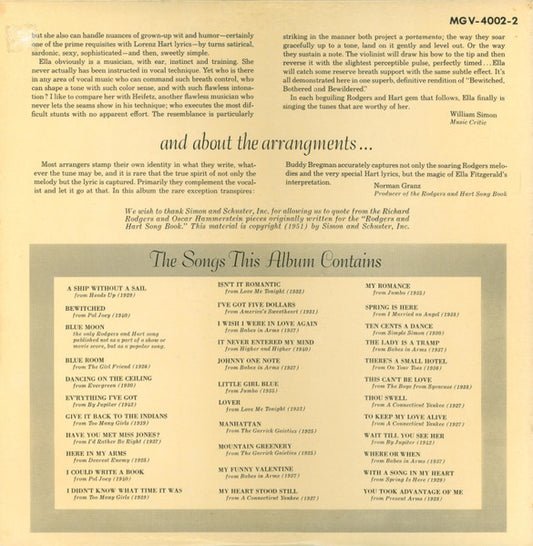 MG V-4002-2
but she also can handle nuances of grown-up wit and humor—certainly
one of the prime requisites with Lorenz Hart lyrics—by turns satirical,
sardonic, sexy, sophisticated—and then, sweetly simple.
Ella obviously is a musician, with ear, instinct and training. She
never actually has been instructed in vocal technique. Yet who is there
in any area of vocal music who can command such breath control, who
can shape a tone with such color sense, and with such flawless intona-
tion? I like to compare her with Heifetz, another flawless musician who
never lets the seams show in his technique; who executes the most dif-
ficult stunts with no apparent effort. The resemblance is particularly
striking in the manner both project a portamento; the way they soar
gracefully up to a tone, land on it gently and level out. Or the way
they sustain a note. The violinist will draw his bow to the tip and then
reverse it with the slightest perceptible pulse, perfectly timed . . . Ella
will catch some reserve breath support with the same subtle effect. It's
all demonstrated here in one superb, definitive rendition of "Bewitched,
Bothered and Bewildered."
In each beguiling Rodgers and Hart gem that follows, Ella finally is
singing the tunes that are worthy of her.
William Simon
Music Critic
and about the arrangments...
Most arrangers stamp their own identity in what they write, what-
ever the tune may be, and it is rare that the true spirit of not only the
melody but the lyric is captured. Primarily they complement the vocal-
ist and let it go at that. In this album the rare exception transpires:
Buddy Bregman accurately captures not only the soaring Rodgers melo-
dies and the very special Hart lyrics, but the magic of Ella Fitzgerald's
interpretation.
Norman Granz
Producer of the Rodgers and Hart Song Book
We wish to thank Simon and Schuster, Inc. for allowing us to quote from the Richard
Rodgers and Oscar Hammerstein pieces originally written for the "Rodgers and
Hart Song Book." This material is copyright (1951) by Simon and Schuster, Inc.
The Songs This Album Contains
A SHIP WITHOUT A SAIL
from Heads Up (1929)
BEWITCHED
from Pal Joey (1940)
BLUE MOON
the only Rodgers and Hart song
published not as a part of a show or
movie score, but as a popular song.
BLUE ROOM
from The Girl Friend (1926)
DANCING ON THE CEILING
from Evergreen (1930)
EV'RYTHING I'VE GOT
from By Jupiter (1942)
GIVE IT BACK TO THE INDIANS
from Too Many Girls (1939)
HAVE YOU MET MISS JONES?
from I'd Rather Be Right (1937)
HERE IN MY ARMS
from Dearest Enemy (1925)
I COULD WRITE A BOOK
from Pal Joey (1940)
I DIDN'T KNOW WHAT TIME IT WAS
from Too Many Girls (1939)
ISN'T IT ROMANTIC
from Love Me Tonight (1932)
I'VE GOT FIVE DOLLARS
from America's Sweetheart (1931)
I WISH I WERE IN LOVE AGAIN
from Babes in Arms (1937)
IT NEVER ENTERED MY MIND
from Higher and Higher (1940)
JOHNNY ONE NOTE
from Babes in Arms (1937)
LITTLE GIRL BLUE
from Jumbo (1935)
LOVER
from Love Me Tonight (1932)
MANHATTAN
from The Garrick Gaieties (1925)
MOUNTAIN GREENERY
from The Garrick Gaieties (1925)
MY FUNNY VALENTINE
from Babes in Arms (1937)
MY HEART STOOD STILL
from A Connecticut Yankee (1927)
MY ROMANCE
from Jumbo (1935)
SPRING IS HERE
from I Married an Angel (1938)
TEN CENTS A DANCE
from Simple Simon (1930)
THE LADY IS A TRAMP
from Babes in Arms (1937)
THERE'S A SMALL HOTEL
from On Your Toes (1936)
THIS CAN'T BE LOVE
from The Boys from Syracuse (1938)
THOU SWELL
from A Connecticut Yankee (1927)
TO KEEP MY LOVE ALIVE
from A Connecticut Yankee (1927)
WAIT TILL YOU SEE HER
from By Jupiter (1942)
WHERE OR WHEN
from Babes in Arms (1937)
WITH A SONG IN MY HEART
from Spring Is Here (1929)
YOU TOOK ADVANTAGE OF ME
from Present Arms (1928)